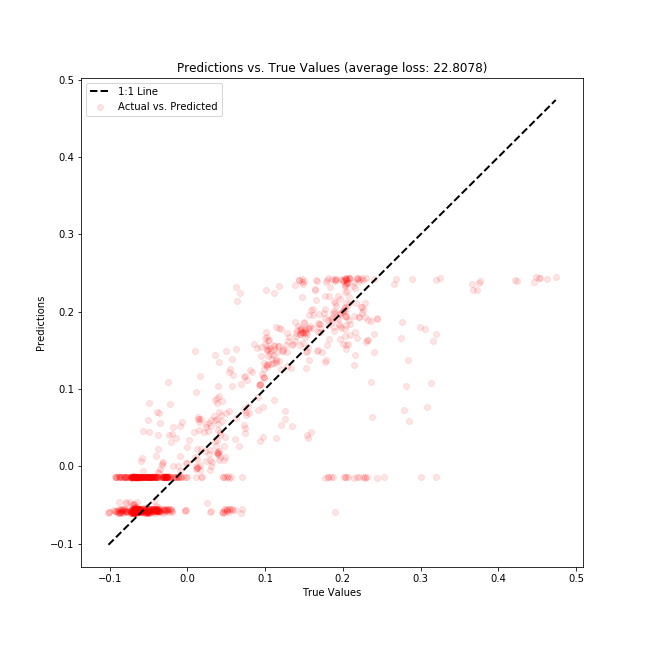 Predictions vs. True Values (average loss: 22.8078)
1:1 Line
Actual vs. Predicted
0.5
0.4
0.3
0.2
0.1
0.0
−0.1
Predictions
−0.1 0.0 0.1 0.2 0.3 0.4 0.5
True Values